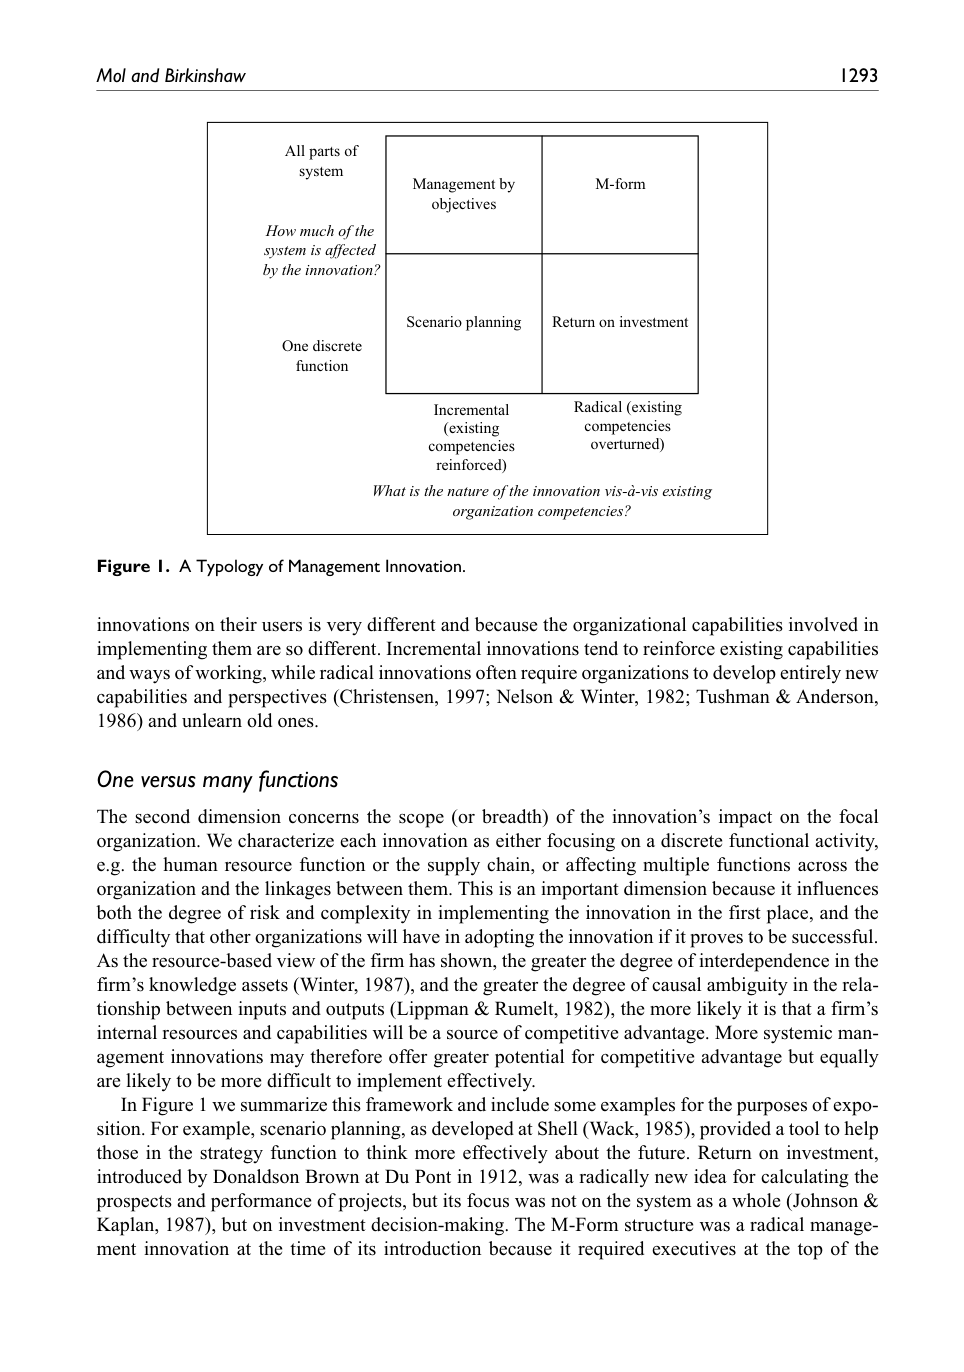 Mol and Birkinshaw 1293
All parts of
system
Management by
objectives
M-form
How much of the
system is affected
by the innovation?
Scenario planning
Return on investment
One discrete
function
Incremental
(existing
competencies
reinforced)
Radical (existing
competencies
overturned)
What is the nature of the innovation vis-à-vis existing
organization competencies?
Figure 1. A Typology of Management Innovation.
innovations on their users is very different and because the organizational capabilities involved in
implementing them are so different. Incremental innovations tend to reinforce existing capabilities
and ways of working, while radical innovations often require organizations to develop entirely new
capabilities and perspectives (Christensen, 1997; Nelson & Winter, 1982; Tushman & Anderson,
1986) and unlearn old ones.
One versus many functions
The second dimension concerns the scope (or breadth) of the innovation’s impact on the focal
organization. We characterize each innovation as either focusing on a discrete functional activity,
e.g. the human resource function or the supply chain, or affecting multiple functions across the
organization and the linkages between them. This is an important dimension because it influences
both the degree of risk and complexity in implementing the innovation in the first place, and the
difficulty that other organizations will have in adopting the innovation if it proves to be successful.
As the resource-based view of the firm has shown, the greater the degree of interdependence in the
firm’s knowledge assets (Winter, 1987), and the greater the degree of causal ambiguity in the rela-
tionship between inputs and outputs (Lippman & Rumelt, 1982), the more likely it is that a firm’s
internal resources and capabilities will be a source of competitive advantage. More systemic man-
agement innovations may therefore offer greater potential for competitive advantage but equally
are likely to be more difficult to implement effectively.
In Figure 1 we summarize this framework and include some examples for the purposes of expo-
sition. For example, scenario planning, as developed at Shell (Wack, 1985), provided a tool to help
those in the strategy function to think more effectively about the future. Return on investment,
introduced by Donaldson Brown at Du Pont in 1912, was a radically new idea for calculating the
prospects and performance of projects, but its focus was not on the system as a whole (Johnson &
Kaplan, 1987), but on investment decision-making. The M-Form structure was a radical manage-
ment innovation at the time of its introduction because it required executives at the top of the